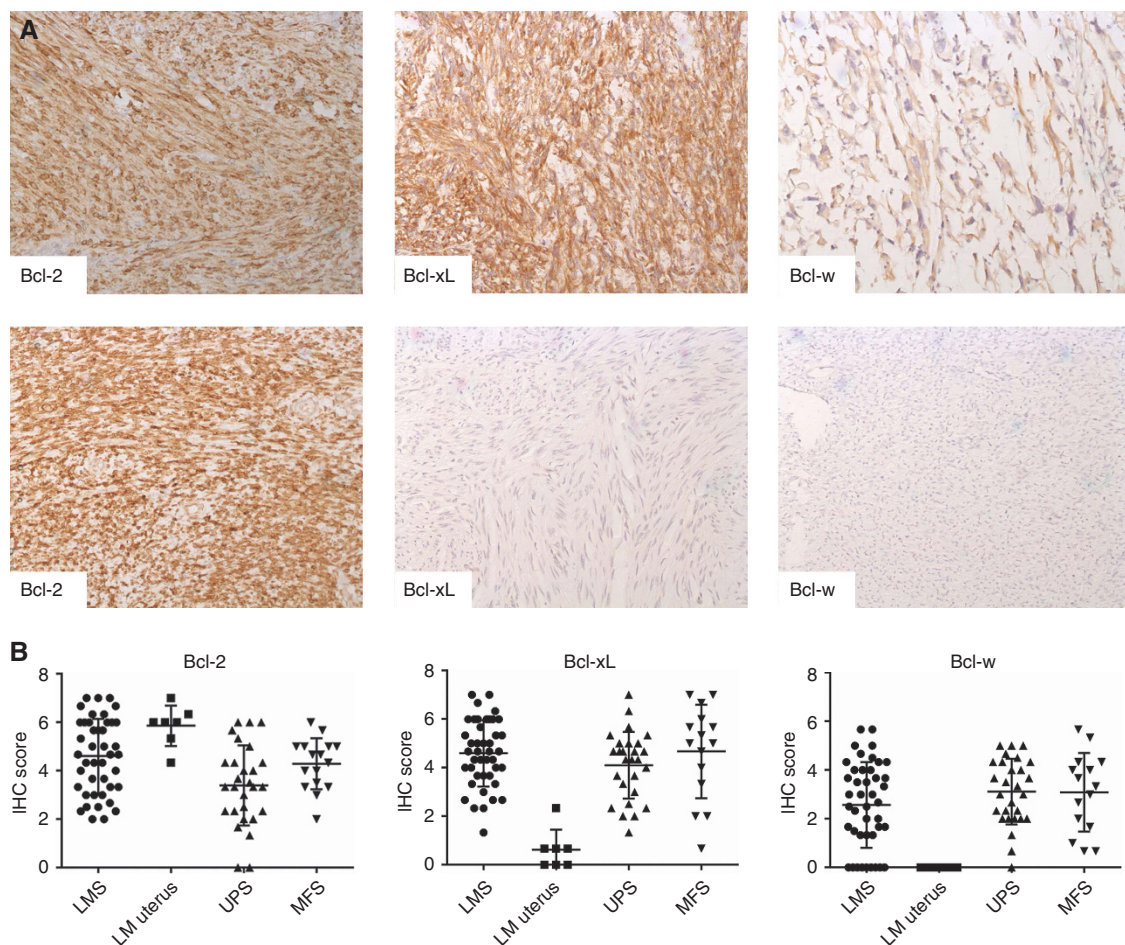 A
Bcl-2
Bcl-xL
Bcl-w
Bcl-2
Bcl-xL
Bcl-w
B
Bcl-2
8
6
4
2
0
IHC score
LMS
LM uterus
UPS
MFS
Bcl-xL
8
6
4
2
0
IHC score
LMS
LM uterus
UPS
MFS
Bcl-w
8
6
4
2
0
IHC score
LMS
LM uterus
UPS
MFS